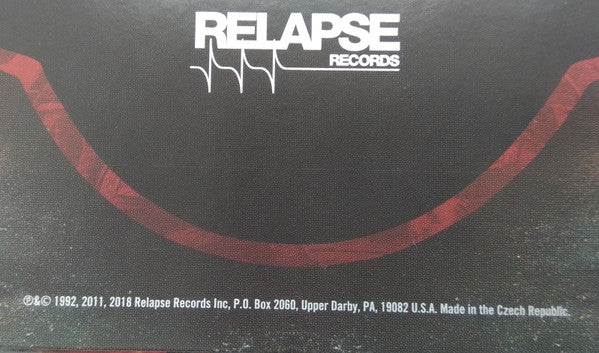 RELAPSE
RECORDS
℗&© 1992, 2011, 2018 Relapse Records Inc, P.O. Box 2060, Upper Darby, PA, 19082 U.S.A. Made in the Czech Republic.